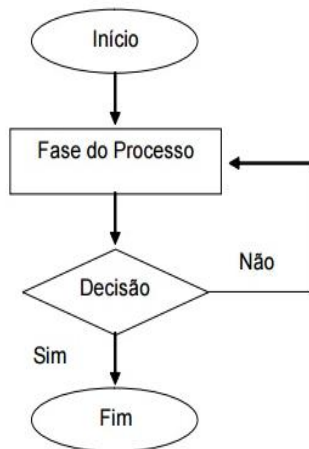 Início
Fase do Processo
Não
Decisão
Sim
Fim